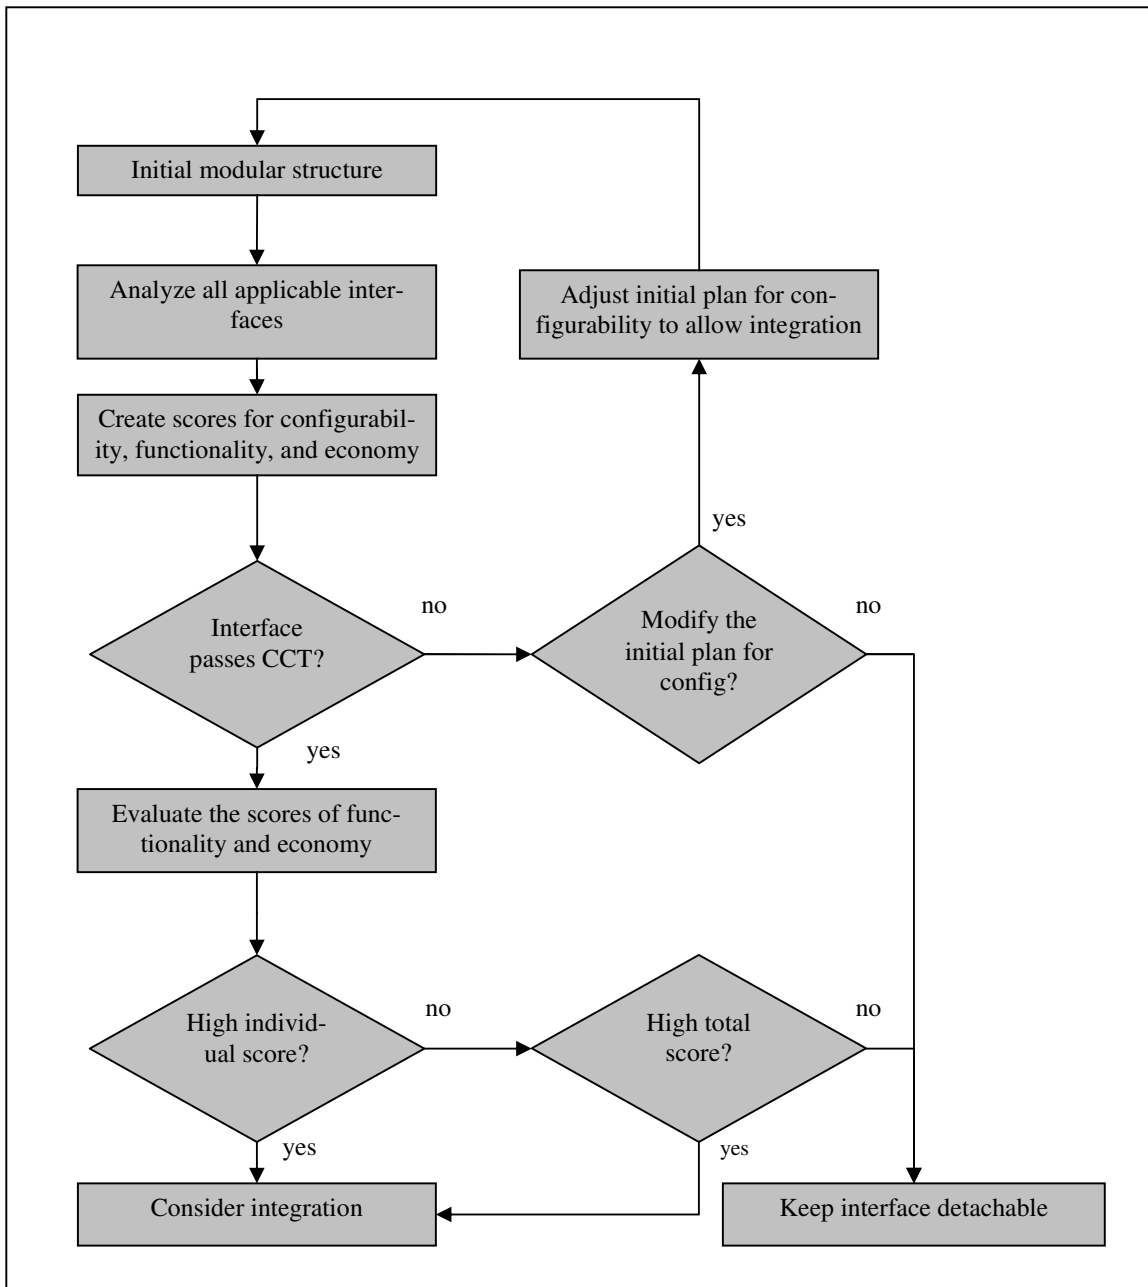 Initial modular structure
Analyze all applicable inter-
faces
Adjust initial plan for con-
figurability to allow integration
Create scores for configurabil-
ity, functionality, and economy
yes
no
Interface
passes CCT?
no
Modify the
initial plan for
config?
yes
Evaluate the scores of func-
tionality and economy
no
High individ-
ual score?
no
High total
score?
yes
yes
Consider integration
Keep interface detachable